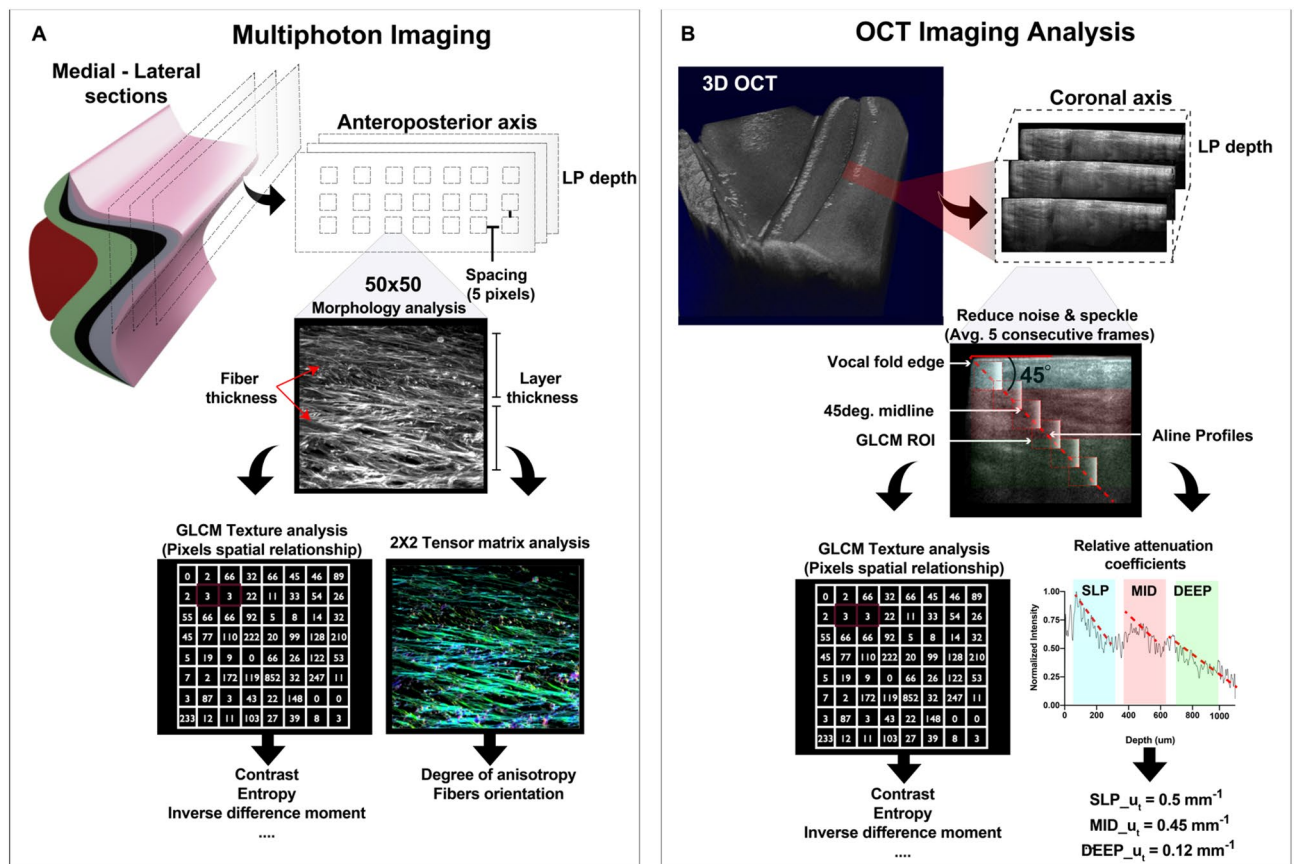 A
Multiphoton Imaging
Medial - Lateral
sections
Anteroposterior axis
LP depth
Spacing
(5 pixels)
50x50
Morphology analysis
Fiber
thickness
Layer
thickness
GLCM Texture analysis
(Pixels spatial relationship)
0 2 66 32 66 45 46 89
2 3 3 22 11 33 54 26
55 66 66 92 5 8 14 32
45 77 110 222 20 99 128 210
5 19 9 0 66 26 122 53
7 2 172 119 852 32 247 11
3 87 3 43 22 148 0 0
233 12 11 103 27 39 8 3
2X2 Tensor matrix analysis
Contrast
Entropy
Inverse difference moment
....
Degree of anisotropy
Fibers orientation
B
OCT Imaging Analysis
3D OCT
Coronal axis
LP depth
Reduce noise & speckle
(Avg. 5 consecutive frames)
Vocal fold edge
45°
45deg. midline
GLCM ROI
Aline Profiles
GLCM Texture analysis
(Pixels spatial relationship)
0 2 66 32 66 45 46 89
2 3 3 22 11 33 54 26
55 66 66 92 5 8 14 32
45 77 110 222 20 99 128 210
5 19 9 0 66 26 122 53
7 2 172 119 852 32 247 11
3 87 3 43 22 148 0 0
233 12 11 103 27 39 8 3
Contrast
Entropy
Inverse difference moment
....
Relative attenuation
coefficients
SLP MID DEEP
Normalized Intensity
1.00
0.75
0.50
0.25
0.00
0 200 400 600 800 1000
Depth (um)
SLP_uₜ = 0.5 mm⁻¹
MID_uₜ = 0.45 mm⁻¹
DEEP_uₜ = 0.12 mm⁻¹